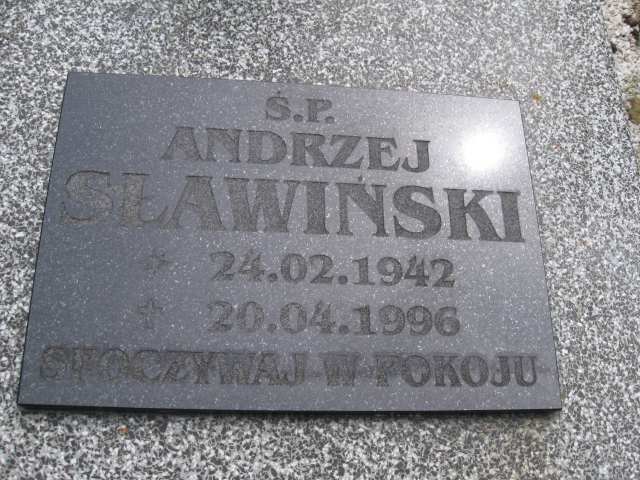 Ś.P.
ANDRZEJ
SŁAWIŃSKI
* 24.02.1942
† 20.04.1996
SPOCZYWAJ W POKOJU